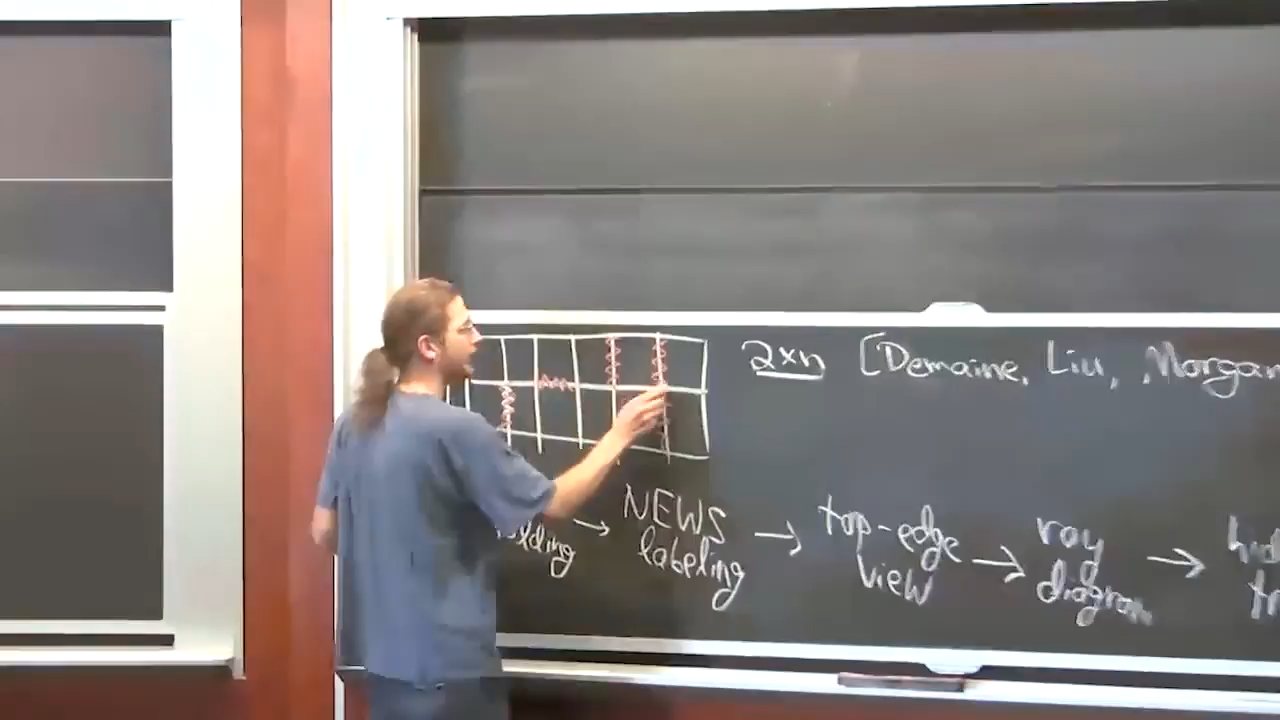 2×n [Demaine, Liu, Morgan
→ NEWS labeling → top-edge view → ray diagram →